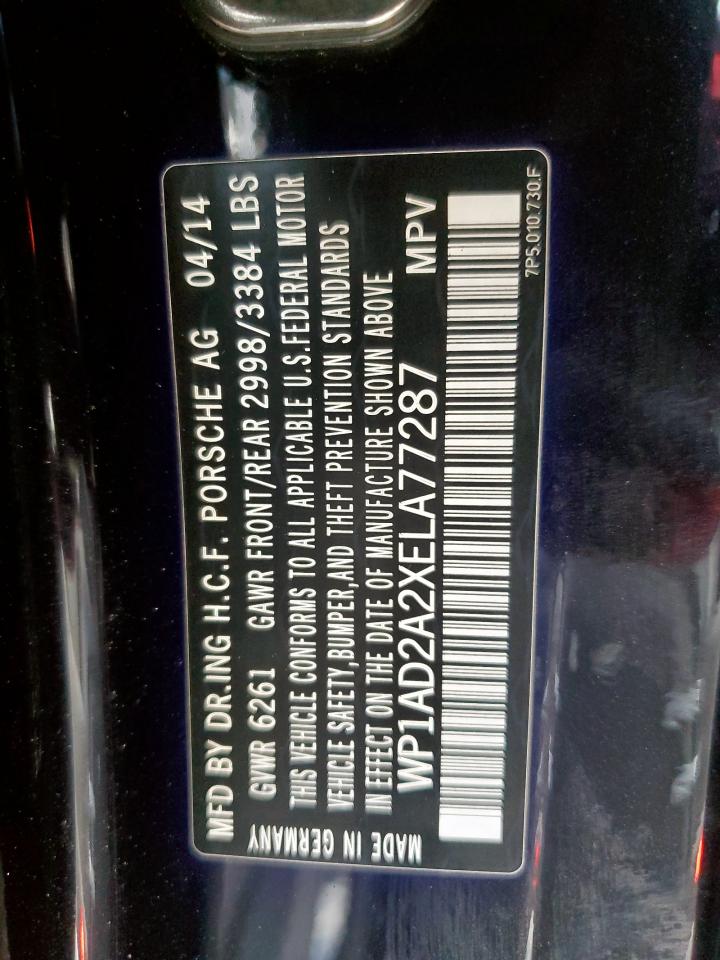 MFD BY DR.ING H.C.F. PORSCHE AG 04/14
GVWR 6261 GAWR FRONT/REAR 2998/3384 LBS
THIS VEHICLE CONFORMS TO ALL APPLICABLE U.S.FEDERAL MOTOR
VEHICLE SAFETY,BUMPER,AND THEFT PREVENTION STANDARDS
IN EFFECT ON THE DATE OF MANUFACTURE SHOWN ABOVE
WP1AD2A2XELA77287 MPV
MADE IN GERMANY
7P5.010.730.F